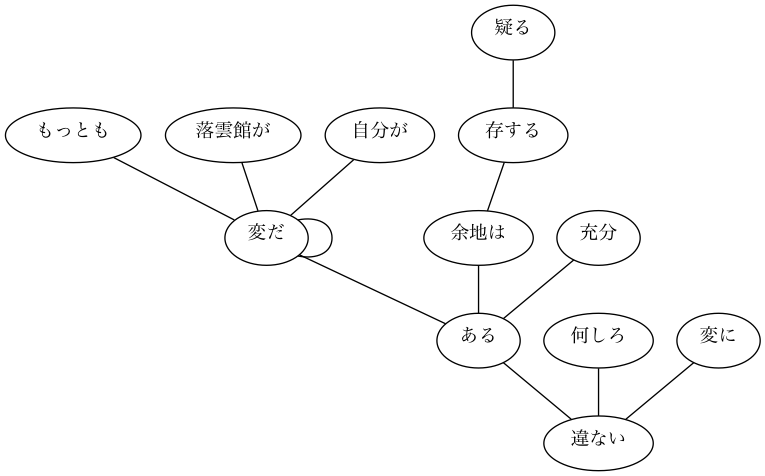 疑る
もっとも
落雲館が
自分が
存する
変だ
余地は
充分
ある
何しろ
変に
違ない